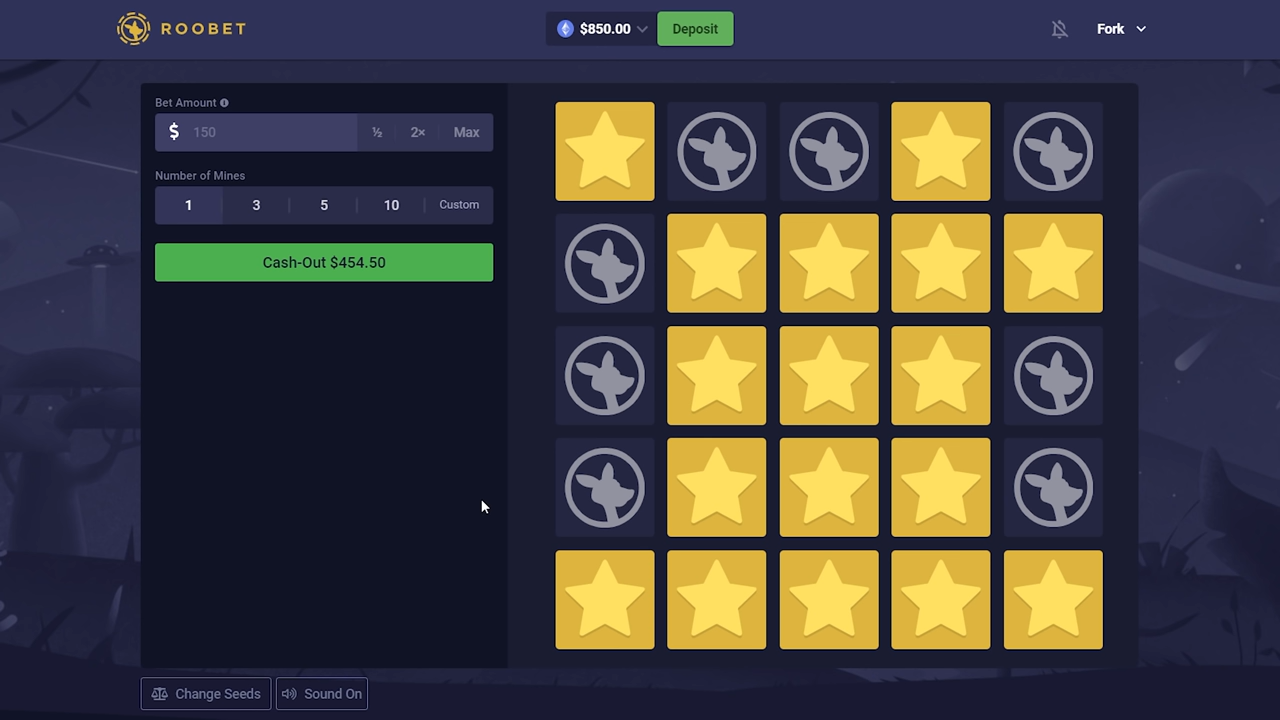 ROOBET
$850.00
Deposit
Fork
Bet Amount
$ 150 ½ 2× Max
Number of Mines
1 3 5 10 Custom
Cash-Out $454.50
Change Seeds
Sound On